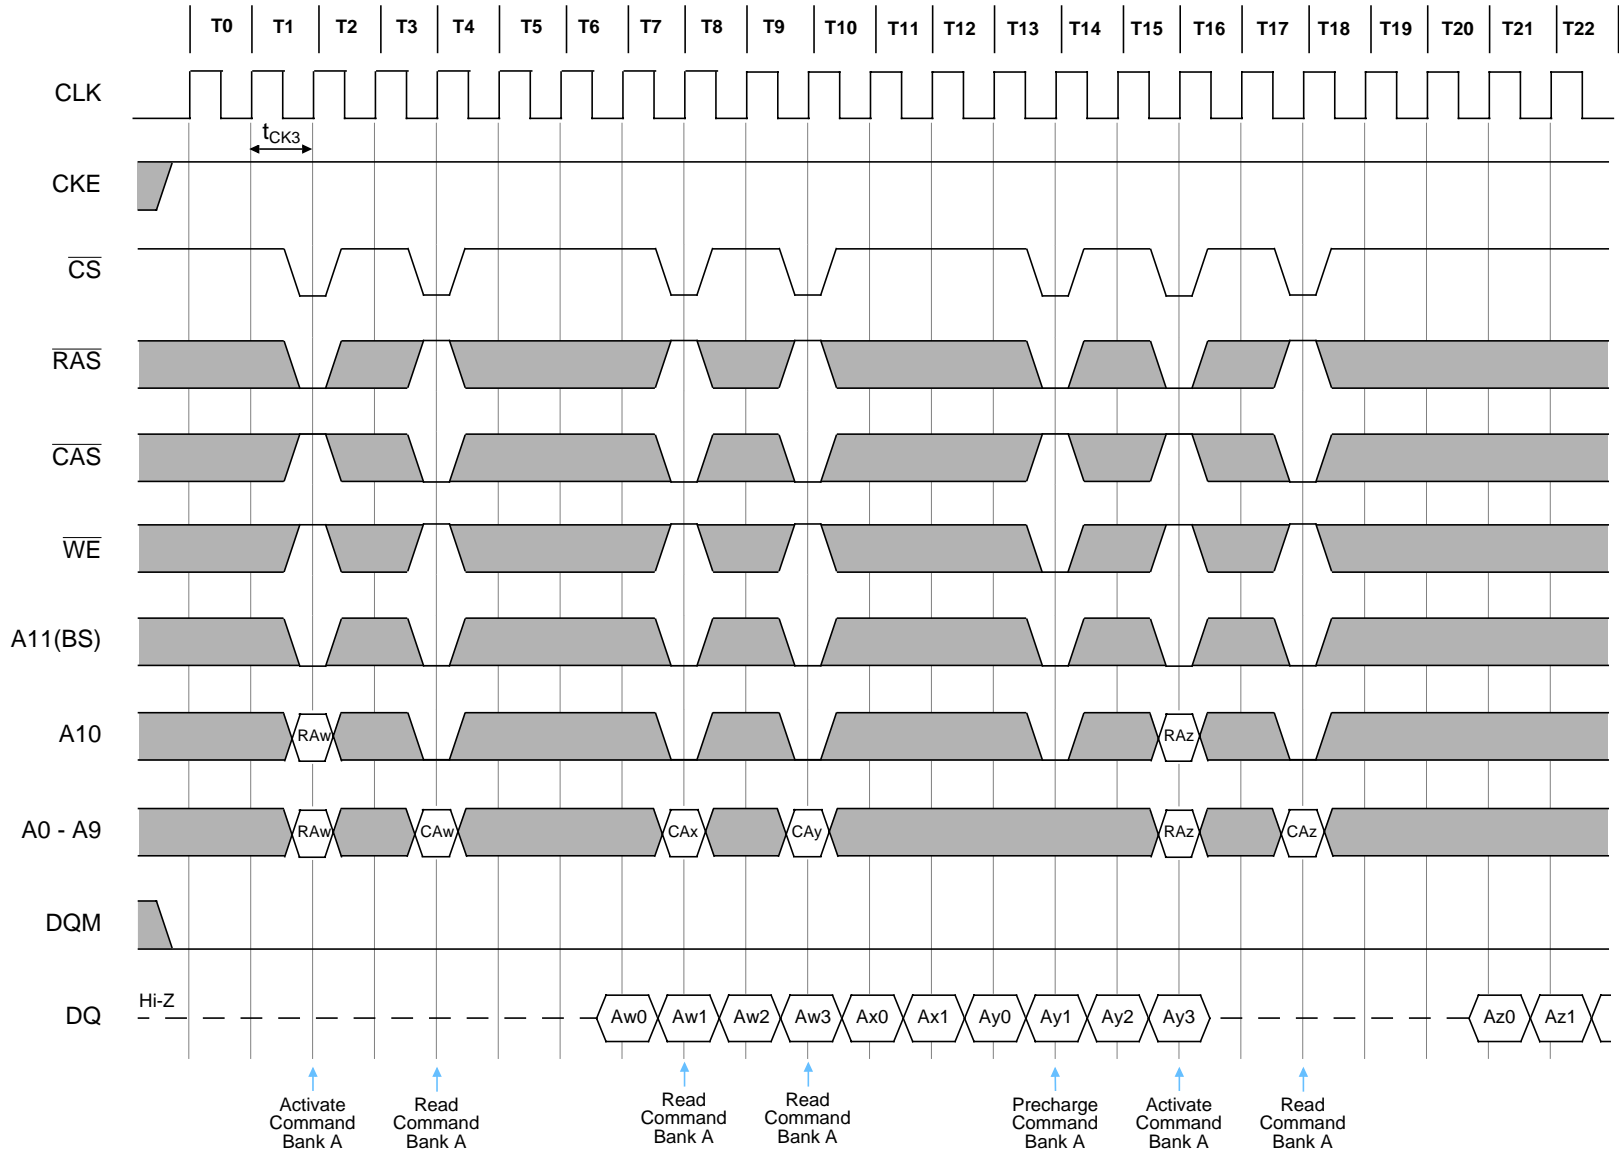 T0 T1 T2 T3 T4 T5 T6 T7 T8 T9 T10 T11 T12 T13 T14 T15 T16 T17 T18 T19 T20 T21 T22
CLK
tCK3
CKE
CS
RAS
CAS
WE
A11(BS)
A10
RAw RAz
A0 - A9
RAw CAw CAx CAy RAz CAz
DQM
Hi-Z
DQ
Aw0 Aw1 Aw2 Aw3 Ax0 Ax1 Ay0 Ay1 Ay2 Ay3 Az0 Az1
Activate
Command
Bank A
Read
Command
Bank A
Read
Command
Bank A
Read
Command
Bank A
Precharge
Command
Bank A
Activate
Command
Bank A
Read
Command
Bank A